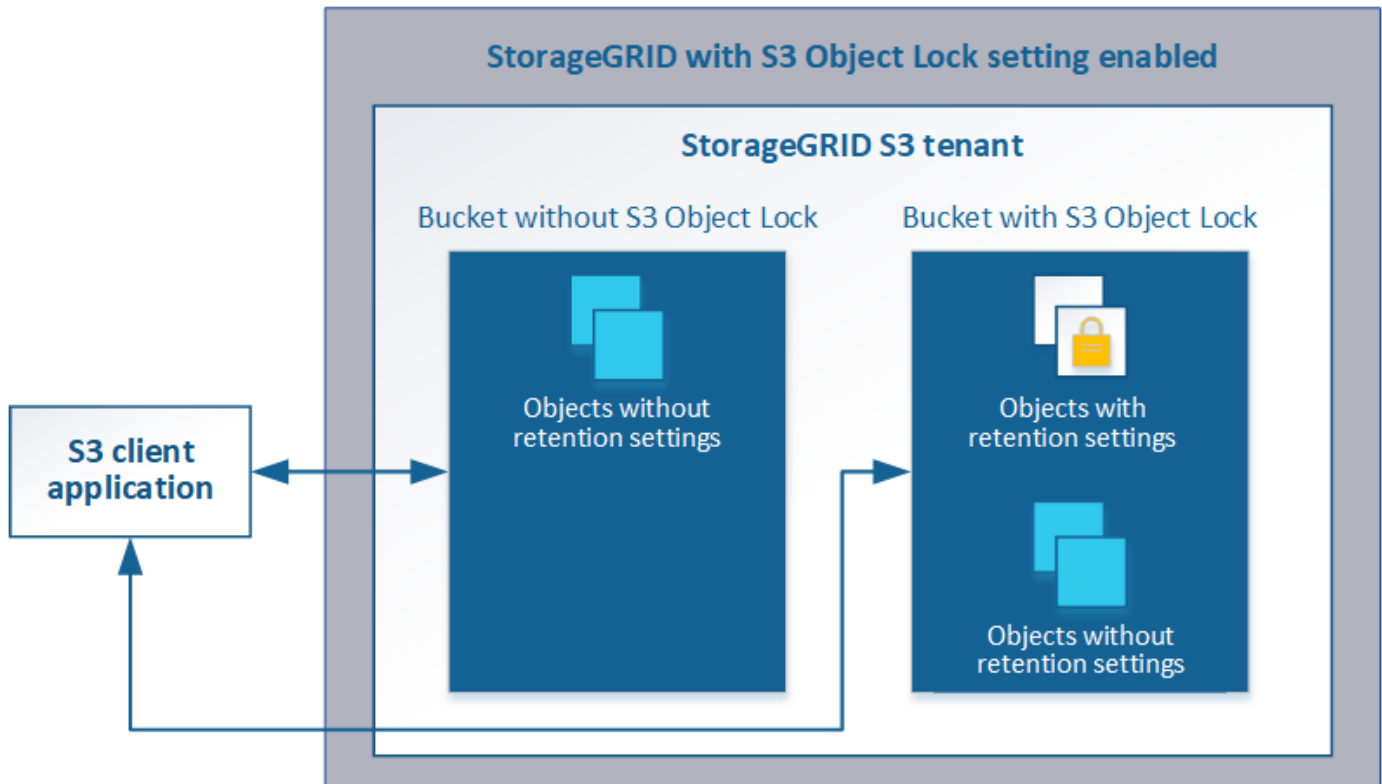 StorageGRID with S3 Object Lock setting enabled
StorageGRID S3 tenant
Bucket without S3 Object Lock
Bucket with S3 Object Lock
Objects without
retention settings
Objects with
retention settings
S3 client
application
Objects without
retention settings